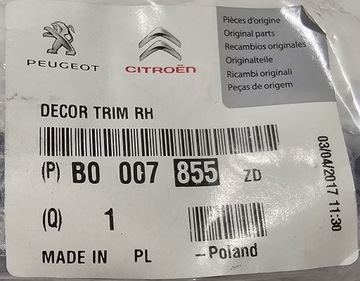 PEUGEOT
CITROËN
Pièces d'origine
Original parts
Recambios originales
Originalteile
Ricambi originali
Peças de origem
DECOR TRIM RH
(P) B0 007 855 ZD
(Q) 1
MADE IN PL
-Poland
03/04/2017 11:30